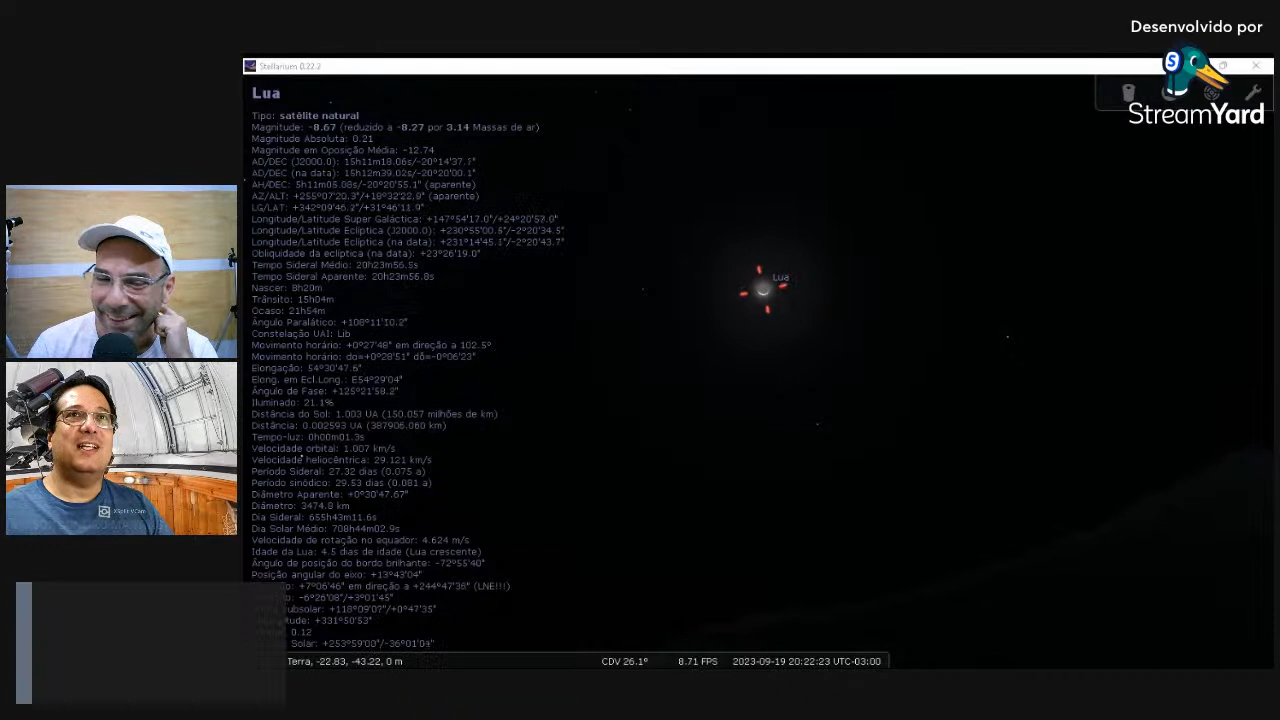 Desenvolvido por
StreamYard
Stellarium 0.22.2
Lua
Tipo: satélite natural
Magnitude: -8.67 (reduzido a -8.27 por 3.14 Massas de ar)
Magnitude Absoluta: 0.21
Magnitude em Oposição Média: -12.74
AD/DEC (J2000.0): 15h11m18.06s/-20°14'37.7"
AD/DEC (na data): 15h12m39.02s/-20°20'00.1"
AH/DEC: 5h11m05.08s/-20°20'55.1" (aparente)
AZ/ALT: +255°07'20.3"/+18°32'22.9" (aparente)
LG/LAT: +342°09'46.2"/+31°46'11.9"
Longitude/Latitude Super Galáctica: +147°54'17.0"/+24°20'57.0"
Longitude/Latitude Eclíptica (J2000.0): +230°55'00.5"/-2°20'34.5"
Longitude/Latitude Eclíptica (na data): +231°14'45.1"/-2°20'43.7"
Obliquidade da eclíptica (na data): +23°26'19.0"
Tempo Sideral Médio: 20h23m56.5s
Tempo Sideral Aparente: 20h23m55.8s
Nascer: 8h20m
Trânsito: 15h04m
Ocaso: 21h54m
Ângulo Paralático: +108°11'10.2"
Constelação UAI: Lib
Movimento horário: +0°27'48" em direção a 102.5°
Movimento horário: dα=+0°28'51" dδ=-0°06'23"
Elongação: 54°30'47.6"
Elong. em Ecl.Long.: E54°29'04"
Ângulo de Fase: +125°21'58.2"
Iluminado: 21.1%
Distância do Sol: 1.003 UA (150.057 milhões de km)
Distância: 0.002593 UA (387906.060 km)
Tempo-luz: 0h00m01.3s
Velocidade orbital: 1.007 km/s
Velocidade heliocêntrica: 29.121 km/s
Período Sideral: 27.32 dias (0.075 a)
Período sinódico: 29.53 dias (0.081 a)
Diâmetro Aparente: +0°30'47.67"
Diâmetro: 3474.8 km
Dia Sideral: 655h43m11.6s
Dia Solar Médio: 708h44m02.9s
Velocidade de rotação no equador: 4.624 m/s
Idade da Lua: 4.5 dias de idade (Lua crescente)
Ângulo de posição do bordo brilhante: -72°55'40"
Posição angular do eixo: +13°43'04"
+7°06'46" em direção a +244°47'36" (LNE!!!)
-6°26'08"/+3°01'45"
subsolar: +118°09'07"/+0°47'35"
+331°50'53"
0.12
Solar: +253°59'00"/-36°01'04"
Lua
XSplit VCam
Terra, -22.83, -43.22, 0 m
CDV 26.1°
8.71 FPS
2023-09-19 20:22:23 UTC-03:00